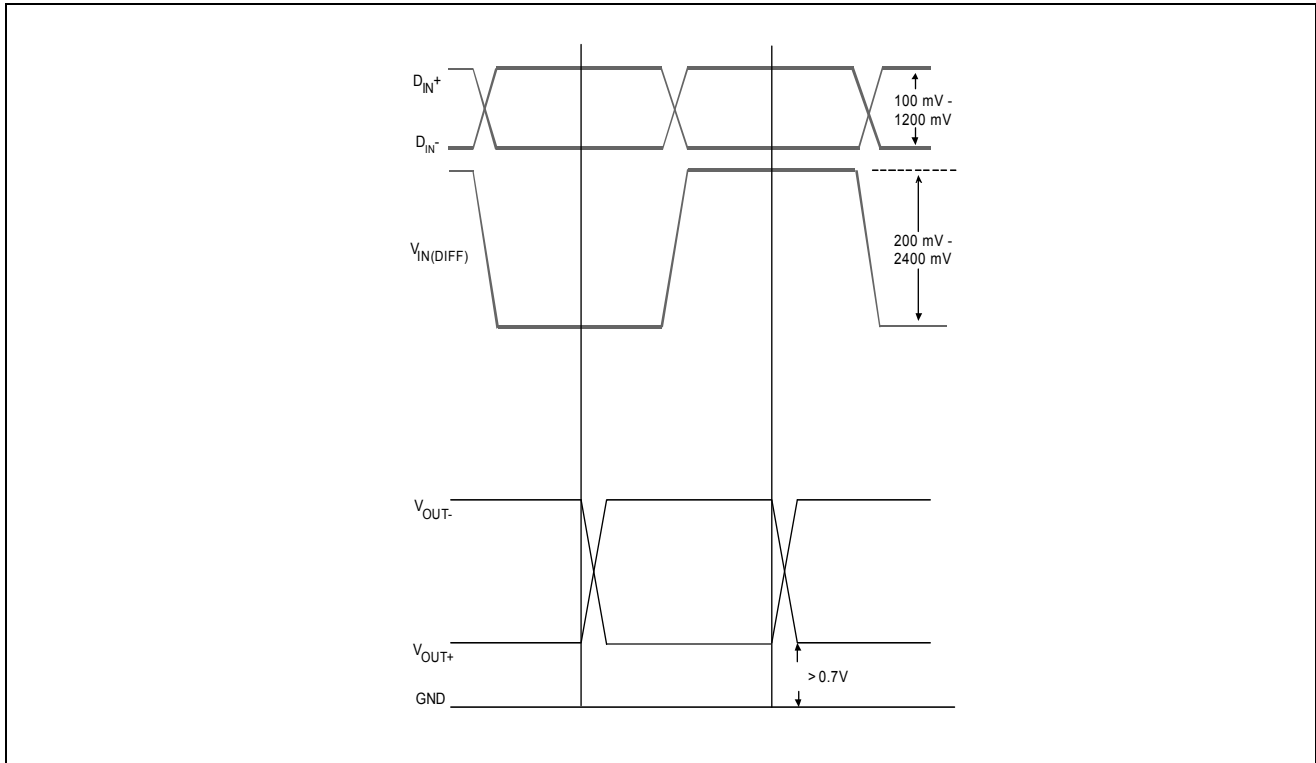 DIN+
100 mV -
1200 mV
DIN-
VIN(DIFF)
200 mV -
2400 mV
VOUT-
VOUT+
> 0.7V
GND